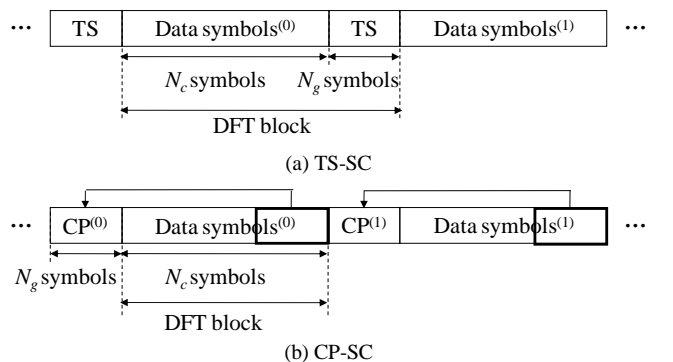 ... TS Data symbols(0) TS Data symbols(1) ...
Nc symbols Ng symbols
DFT block
(a) TS-SC
... CP(0) Data symbols(0) CP(1) Data symbols(1) ...
Ng symbols Nc symbols
DFT block
(b) CP-SC